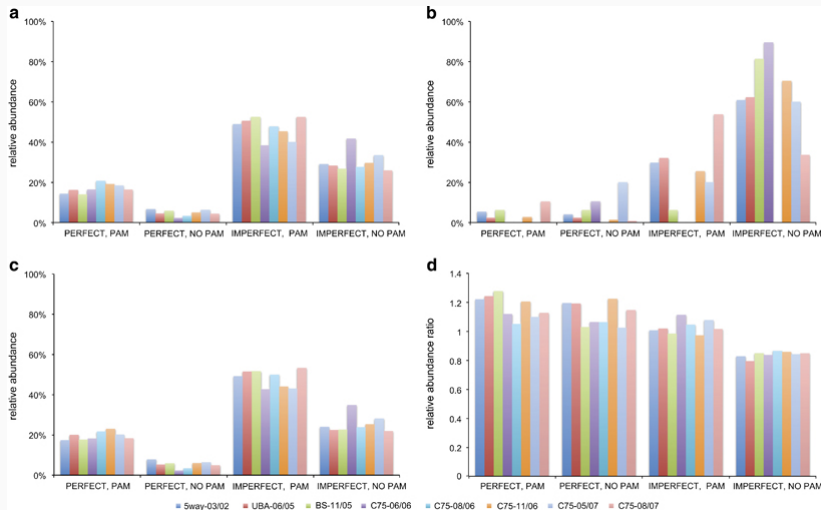 a
100%
80%
60%
40%
20%
0%
relative abundance
PERFECT, PAM
PERFECT, NO PAM
IMPERFECT, PAM
IMPERFECT, NO PAM
b
100%
80%
60%
40%
20%
0%
relative abundance
PERFECT, PAM
PERFECT, NO PAM
IMPERFECT, PAM
IMPERFECT, NO PAM
c
100%
80%
60%
40%
20%
0%
relative abundance
PERFECT, PAM
PERFECT, NO PAM
IMPERFECT, PAM
IMPERFECT, NO PAM
d
1.4
1.2
1
0.8
0.6
0.4
0.2
0
relative abundance ratio
PERFECT, PAM
PERFECT, NO PAM
IMPERFECT, PAM
IMPERFECT, NO PAM
5way-03/02 UBA-06/05 BS-11/05 C75-06/06 C75-08/06 C75-11/06 C75-05/07 C75-08/07